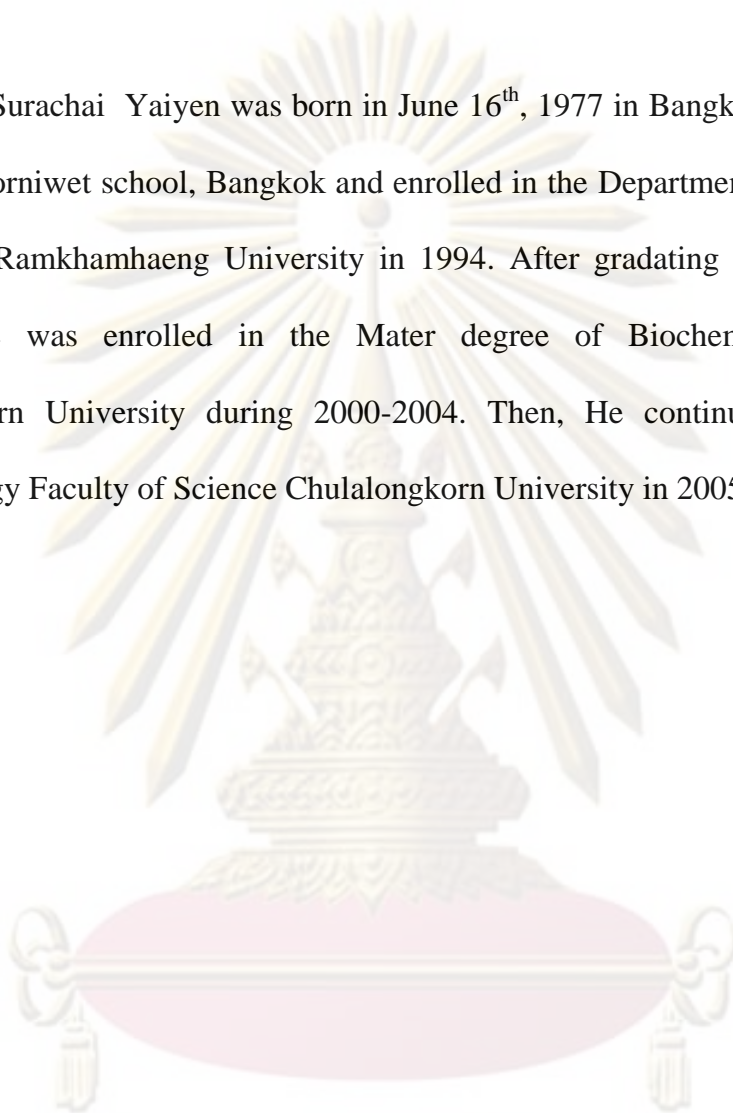 Surachai Yaiyen was born in June 16th, 1977 in Bangk
orniwet school, Bangkok and enrolled in the Departmen
Ramkhamhaeng University in 1994. After gradating
was enrolled in the Mater degree of Biochem
rn University during 2000-2004. Then, He continu
gy Faculty of Science Chulalongkorn University in 2005